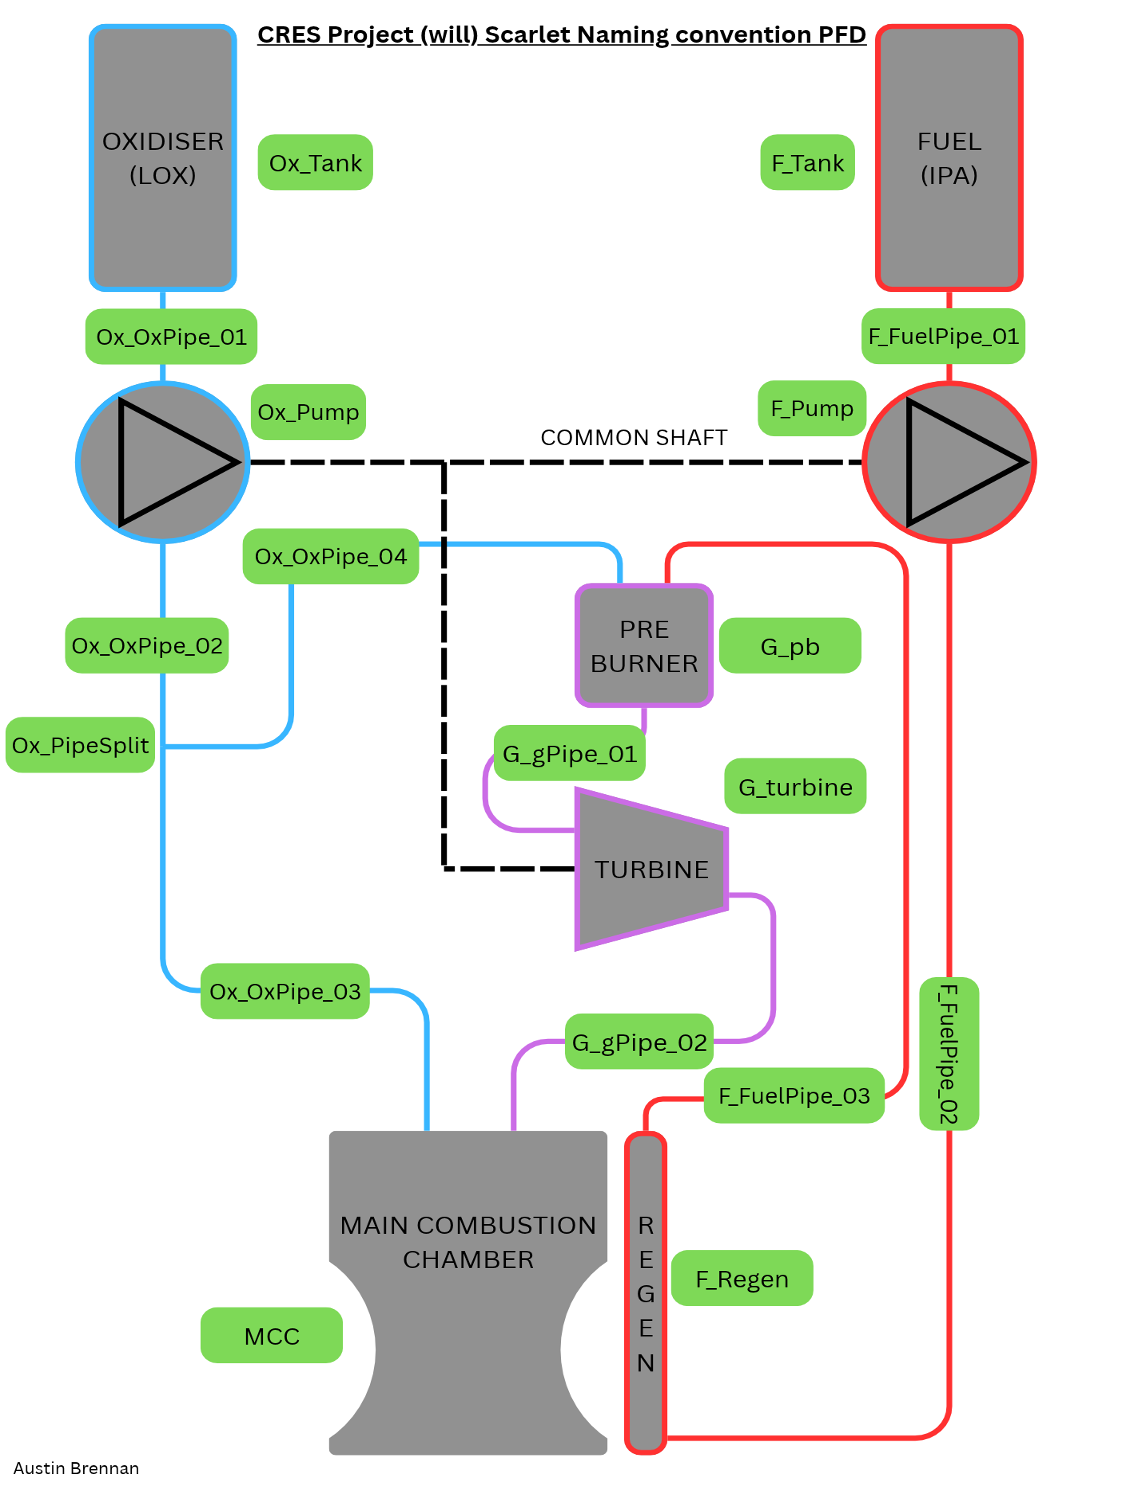 CRES Project (will) Scarlet Naming convention PFD
OXIDISER
(LOX)
Ox_Tank
F_Tank
FUEL
(IPA)
Ox_OxPipe_01
F_FuelPipe_01
Ox_Pump
F_Pump
COMMON SHAFT
Ox_OxPipe_04
PRE
BURNER
Ox_OxPipe_02
G_pb
Ox_PipeSplit
G_gPipe_01
G_turbine
TURBINE
Ox_OxPipe_03
G_gPipe_02
F_FuelPipe_02
F_FuelPipe_03
MAIN COMBUSTION
CHAMBER
R
E
G
E
N
F_Regen
MCC
Austin Brennan